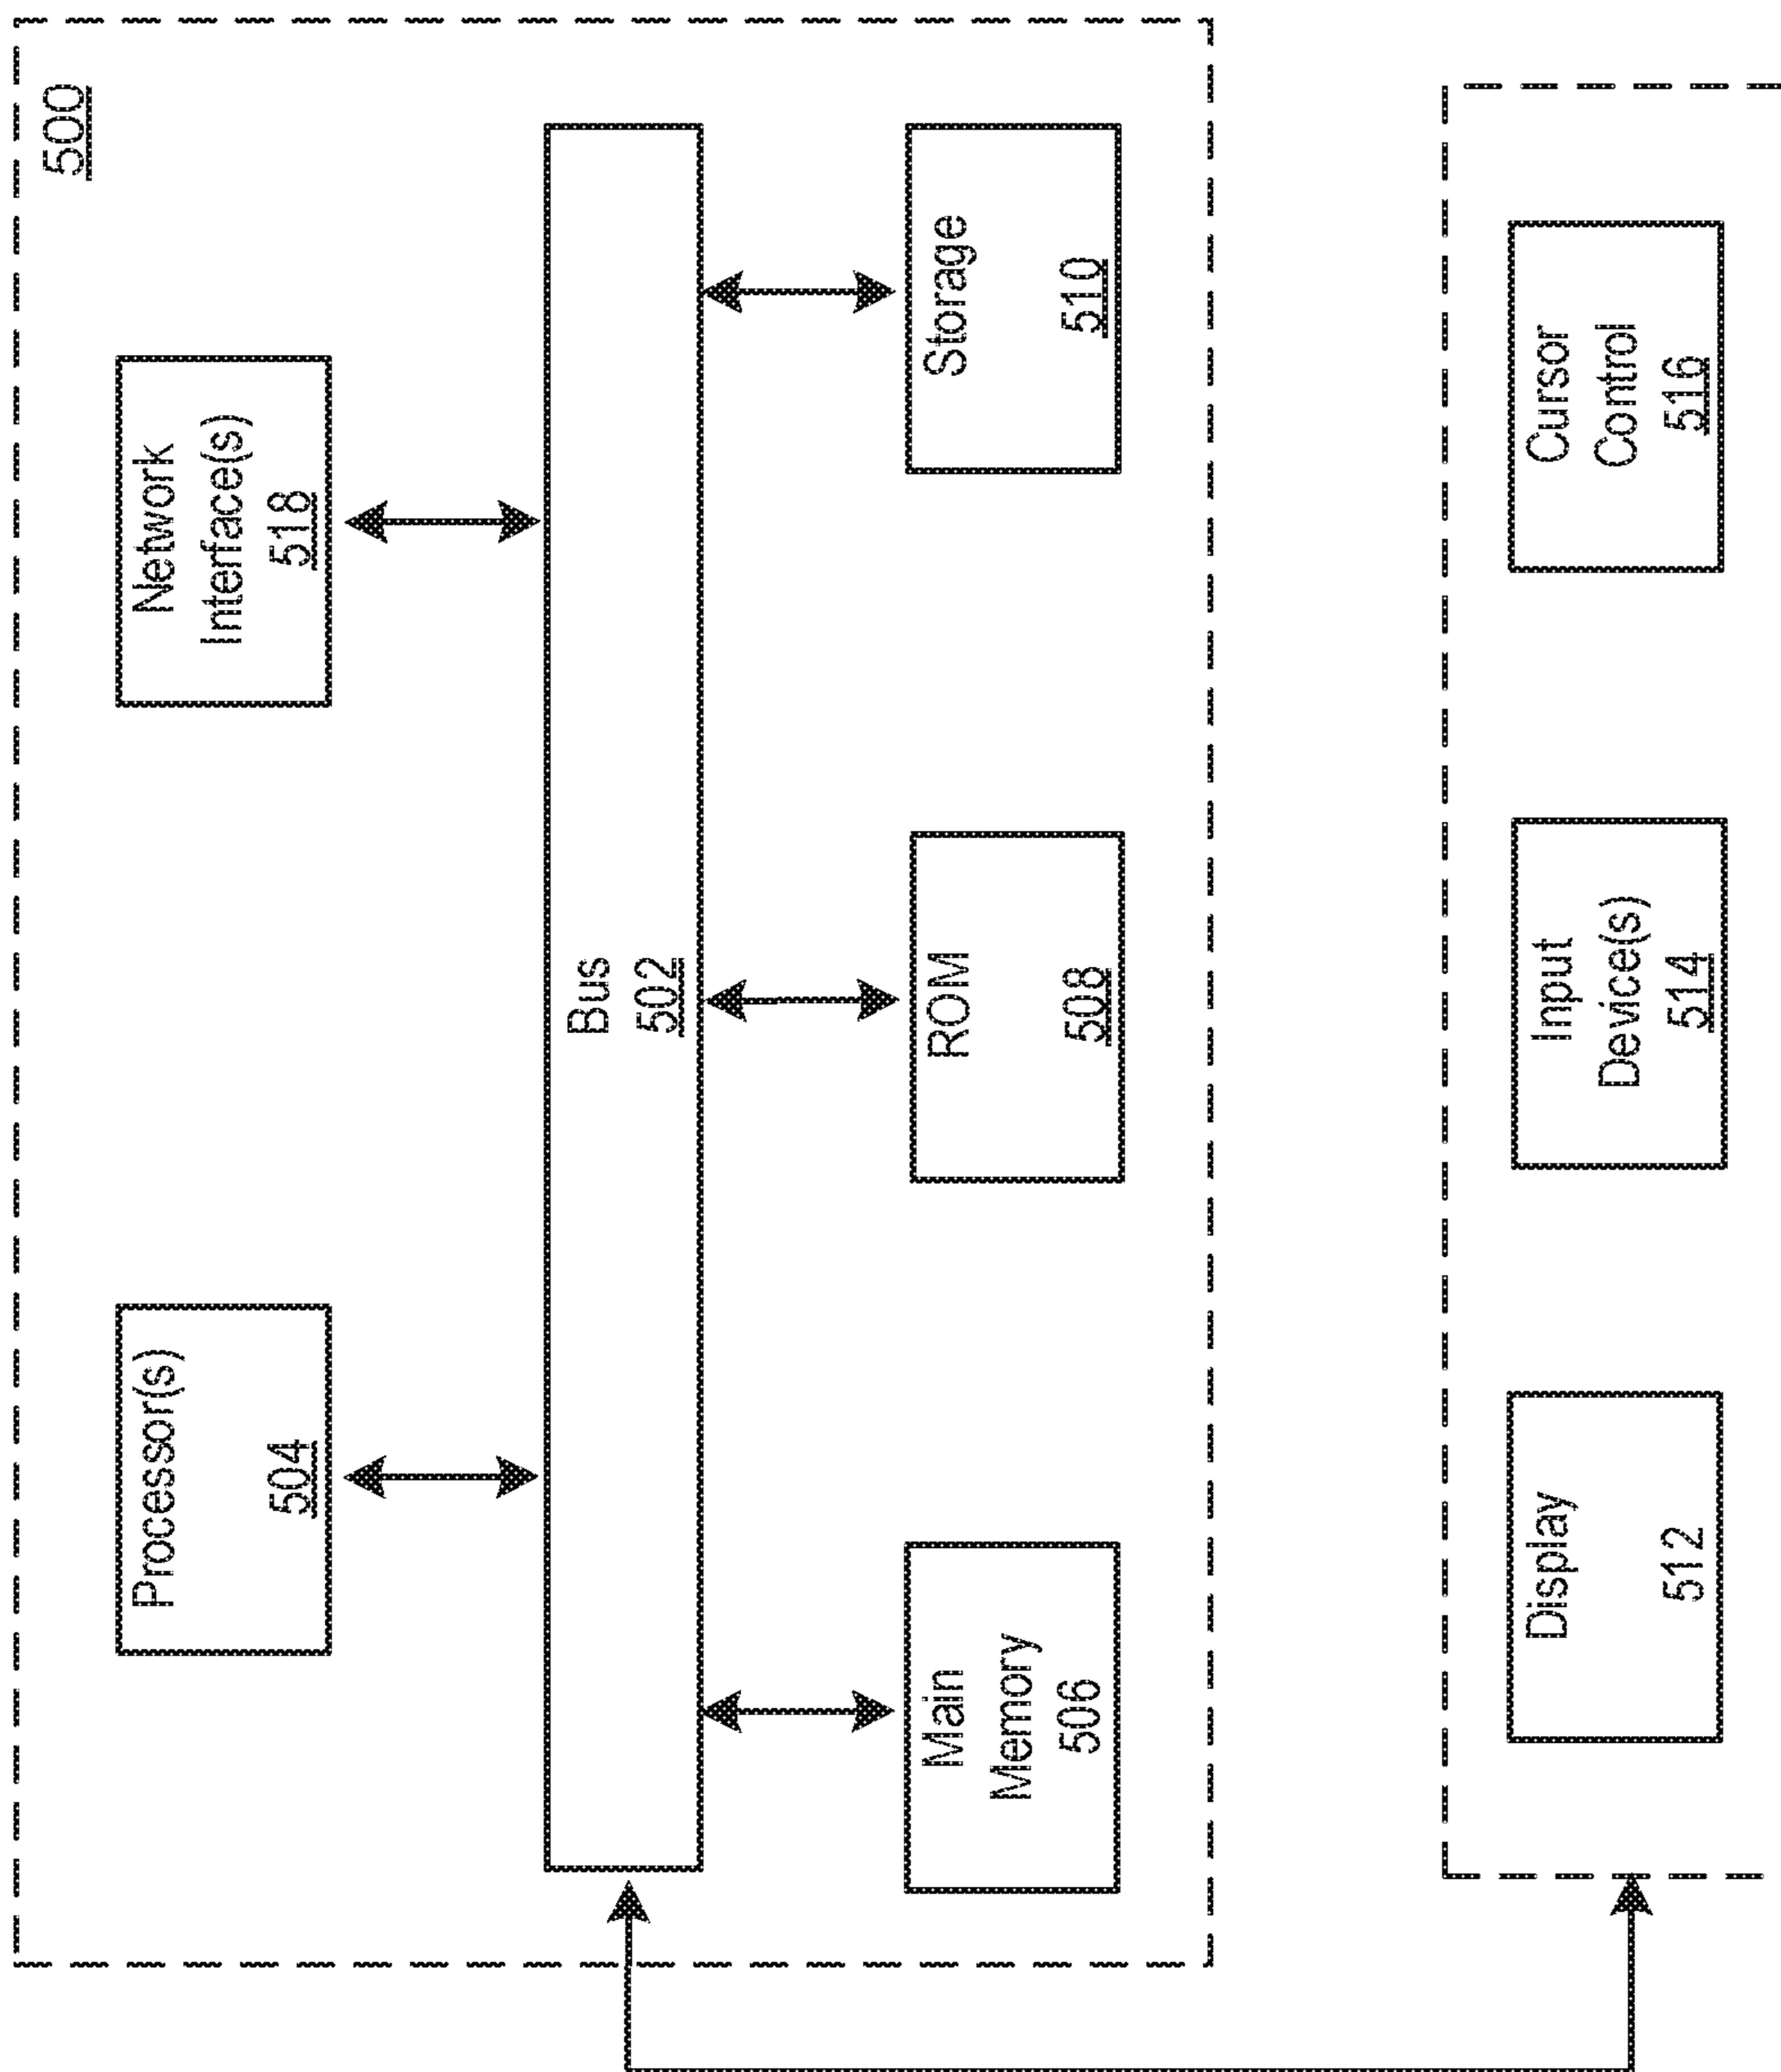 500
Processor(s)
504
Network
Interface(s)
518
Bus
502
Main
Memory
506
ROM
508
Storage
510
Display
512
Input
Device(s)
514
Cursor
Control
516